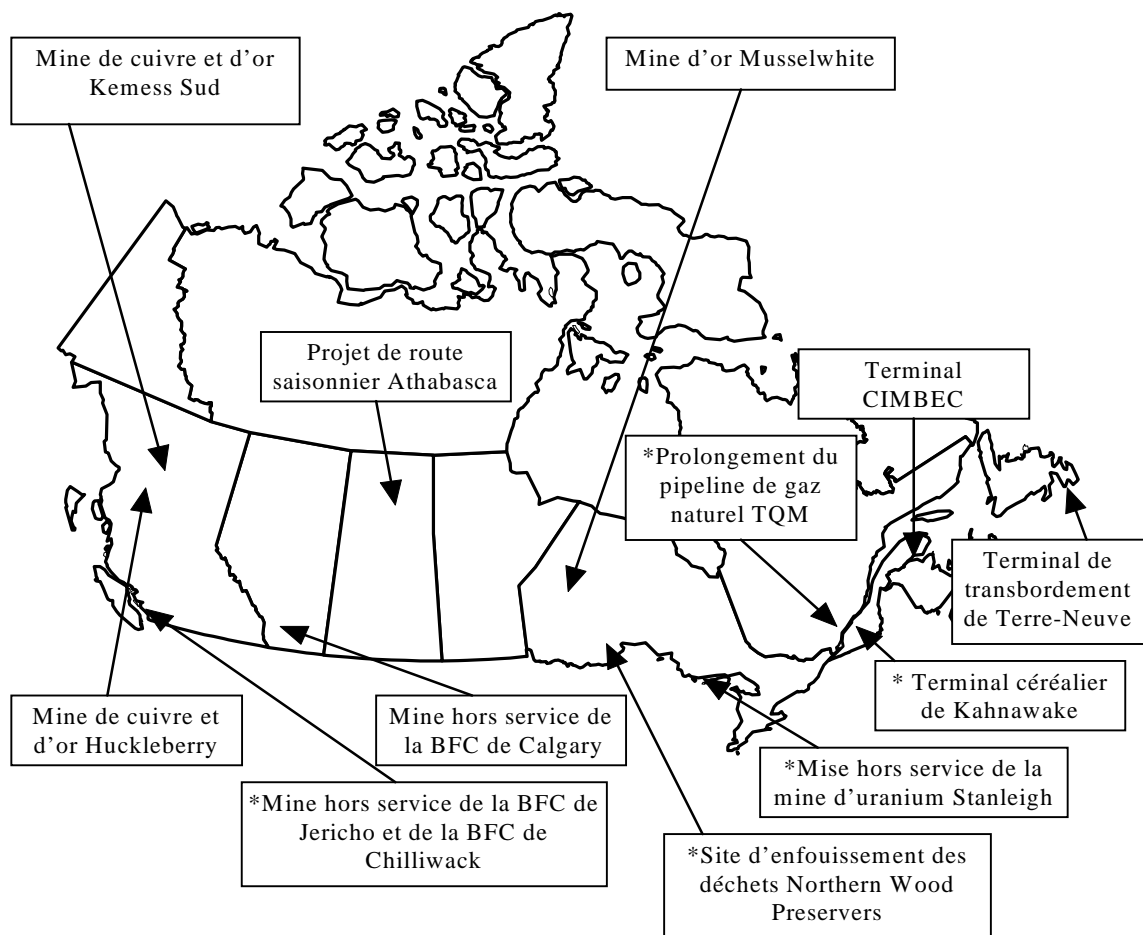 Mine de cuivre et d’or
Kemess Sud
Mine d’or Musselwhite
Projet de route
saisonnier Athabasca
Terminal
CIMBEC
*Prolongement du
pipeline de gaz
naturel TQM
Terminal de
transbordement
de Terre-Neuve
* Terminal céréalier
de Kahnawake
Mine de cuivre et
d’or Huckleberry
Mine hors service de
la BFC de Calgary
*Mise hors service de la
mine d’uranium Stanleigh
*Mine hors service de la BFC de
Jericho et de la BFC de
Chilliwack
*Site d’enfouissement des
déchets Northern Wood
Preservers